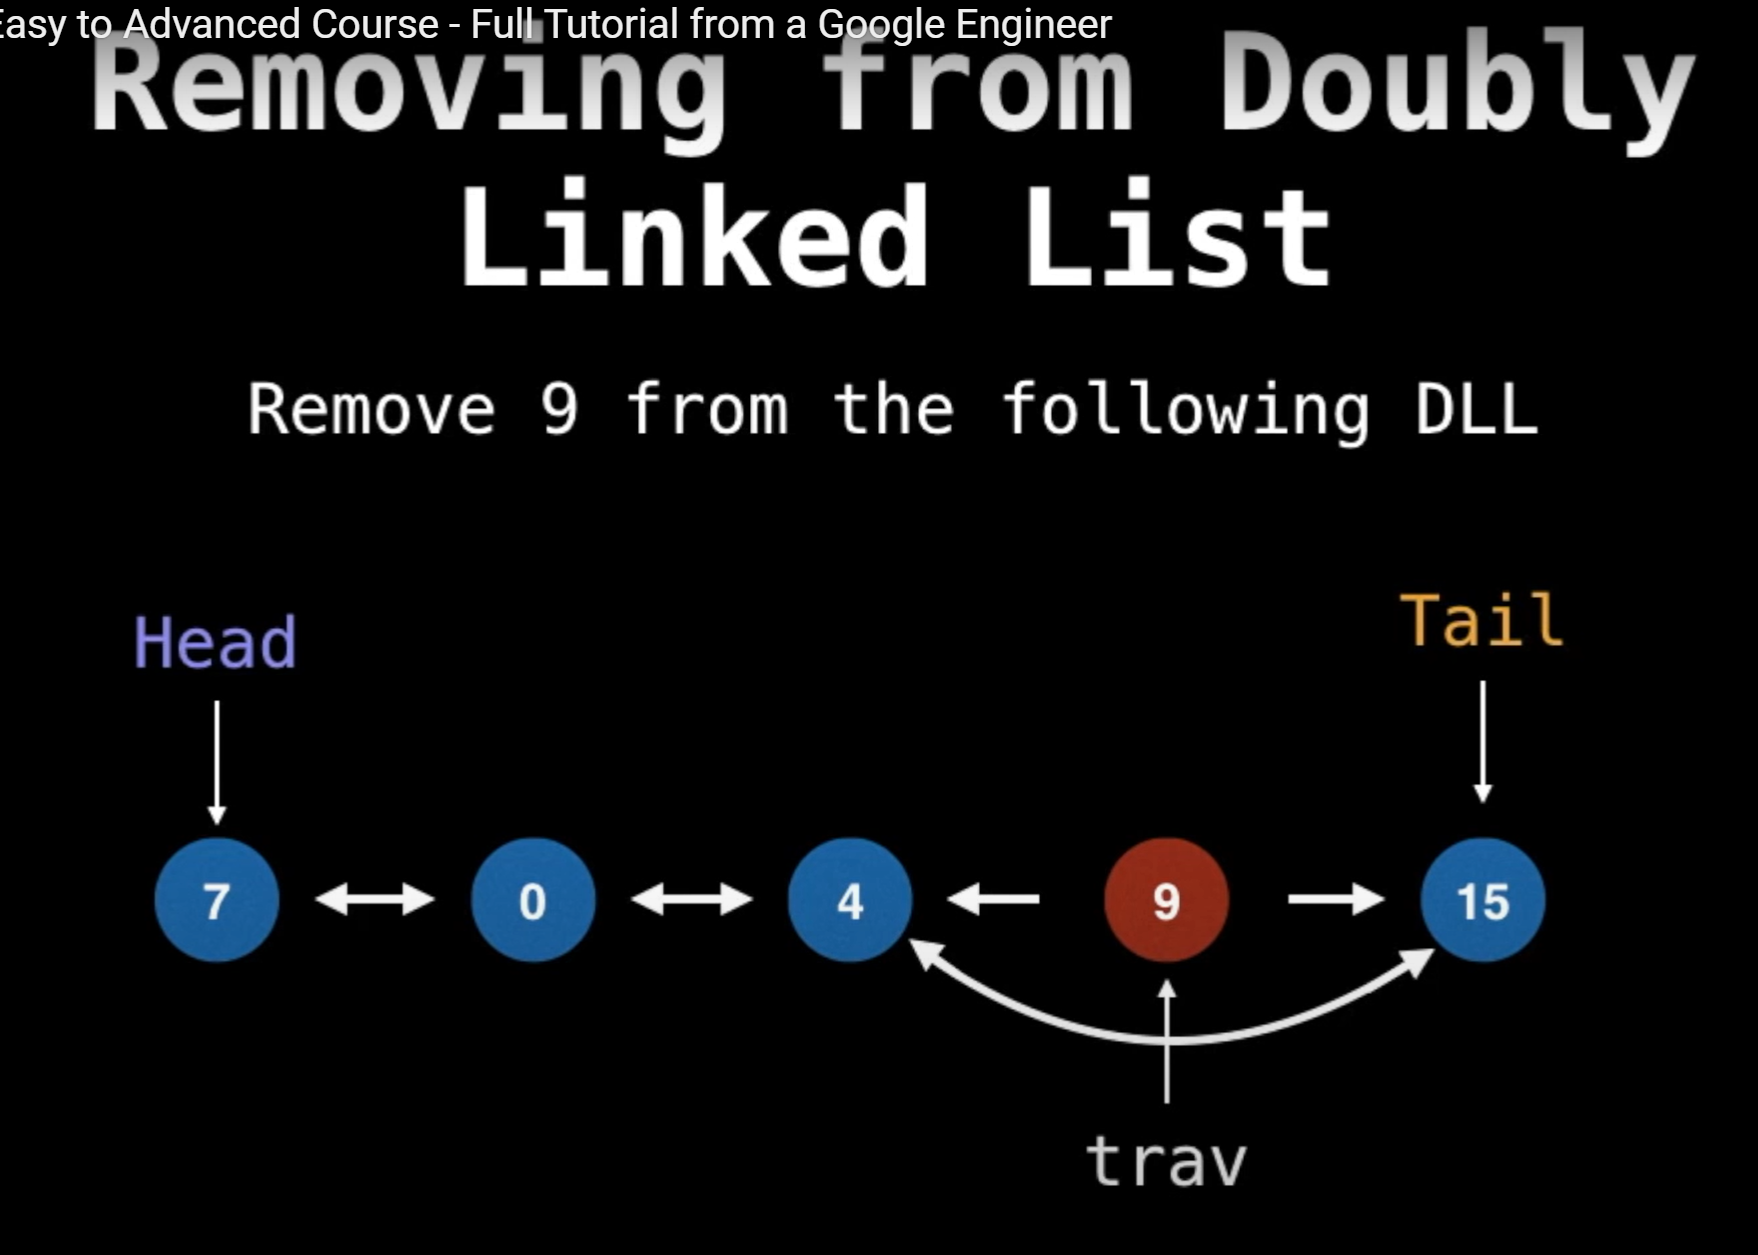 Easy to Advanced Course - Full Tutorial from a Google Engineer
Removing from Doubly
Linked List
Remove 9 from the following DLL
Head
Tail
7
0
4
9
15
trav